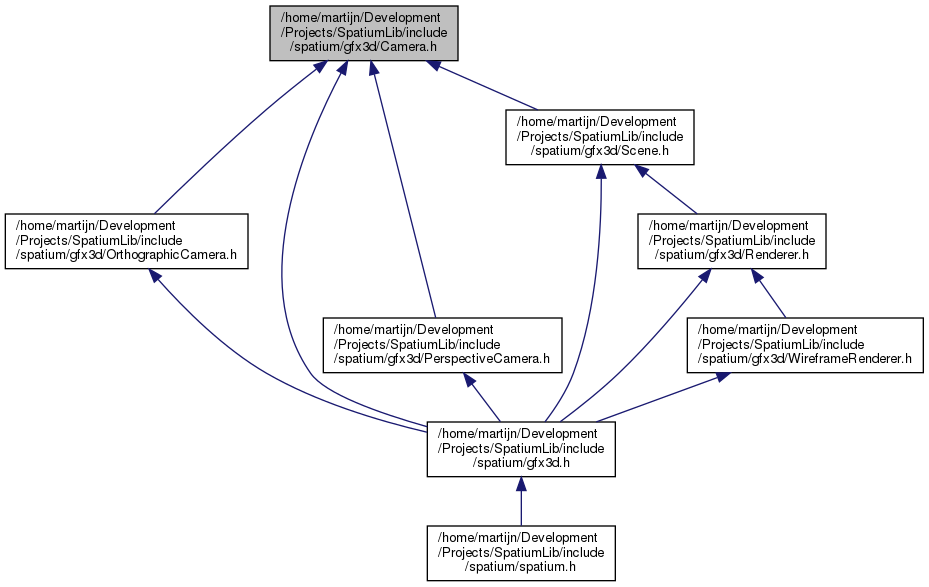 /home/martijn/Development
/Projects/SpatiumLib/include
/spatium/gfx3d/Camera.h
/home/martijn/Development
/Projects/SpatiumLib/include
/spatium/gfx3d/Scene.h
/home/martijn/Development
/Projects/SpatiumLib/include
/spatium/gfx3d/OrthographicCamera.h
/home/martijn/Development
/Projects/SpatiumLib/include
/spatium/gfx3d/Renderer.h
/home/martijn/Development
/Projects/SpatiumLib/include
/spatium/gfx3d/PerspectiveCamera.h
/home/martijn/Development
/Projects/SpatiumLib/include
/spatium/gfx3d/WireframeRenderer.h
/home/martijn/Development
/Projects/SpatiumLib/include
/spatium/gfx3d.h
/home/martijn/Development
/Projects/SpatiumLib/include
/spatium/spatium.h